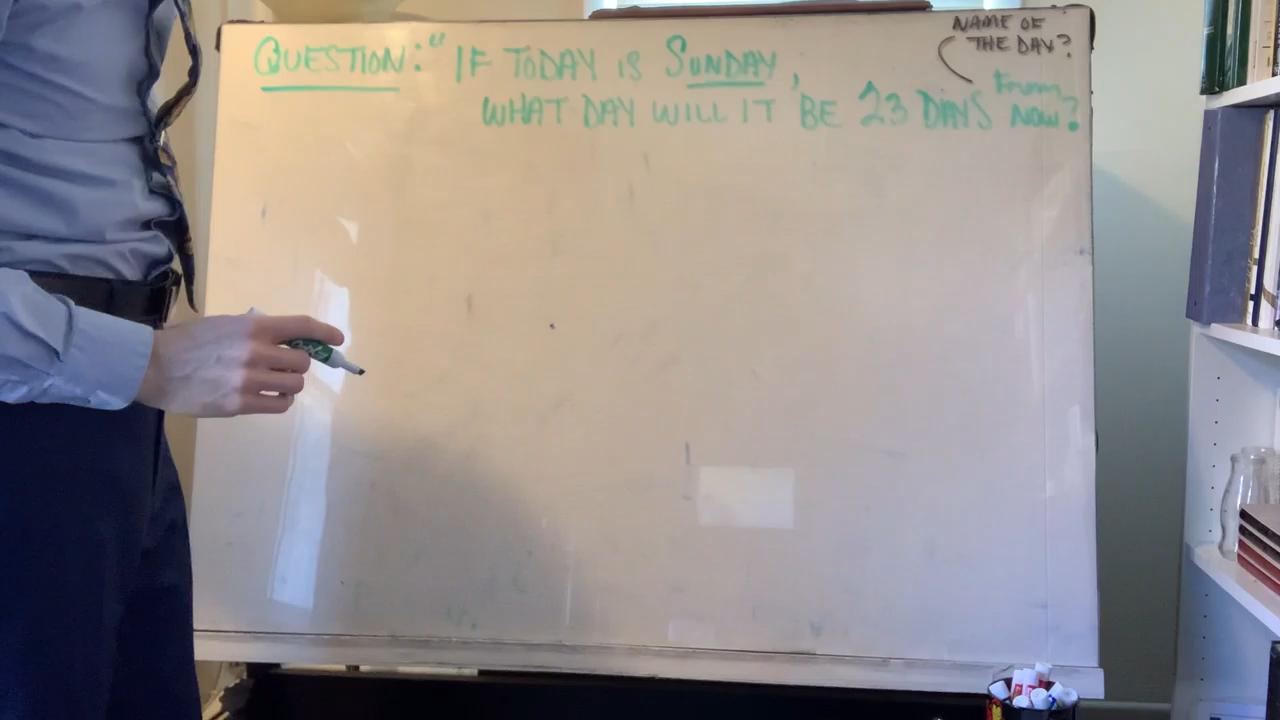 NAME OF
THE DAY?
QUESTION: "IF TODAY IS SUNDAY,
WHAT DAY WILL IT BE 23 DAYS From NOW?